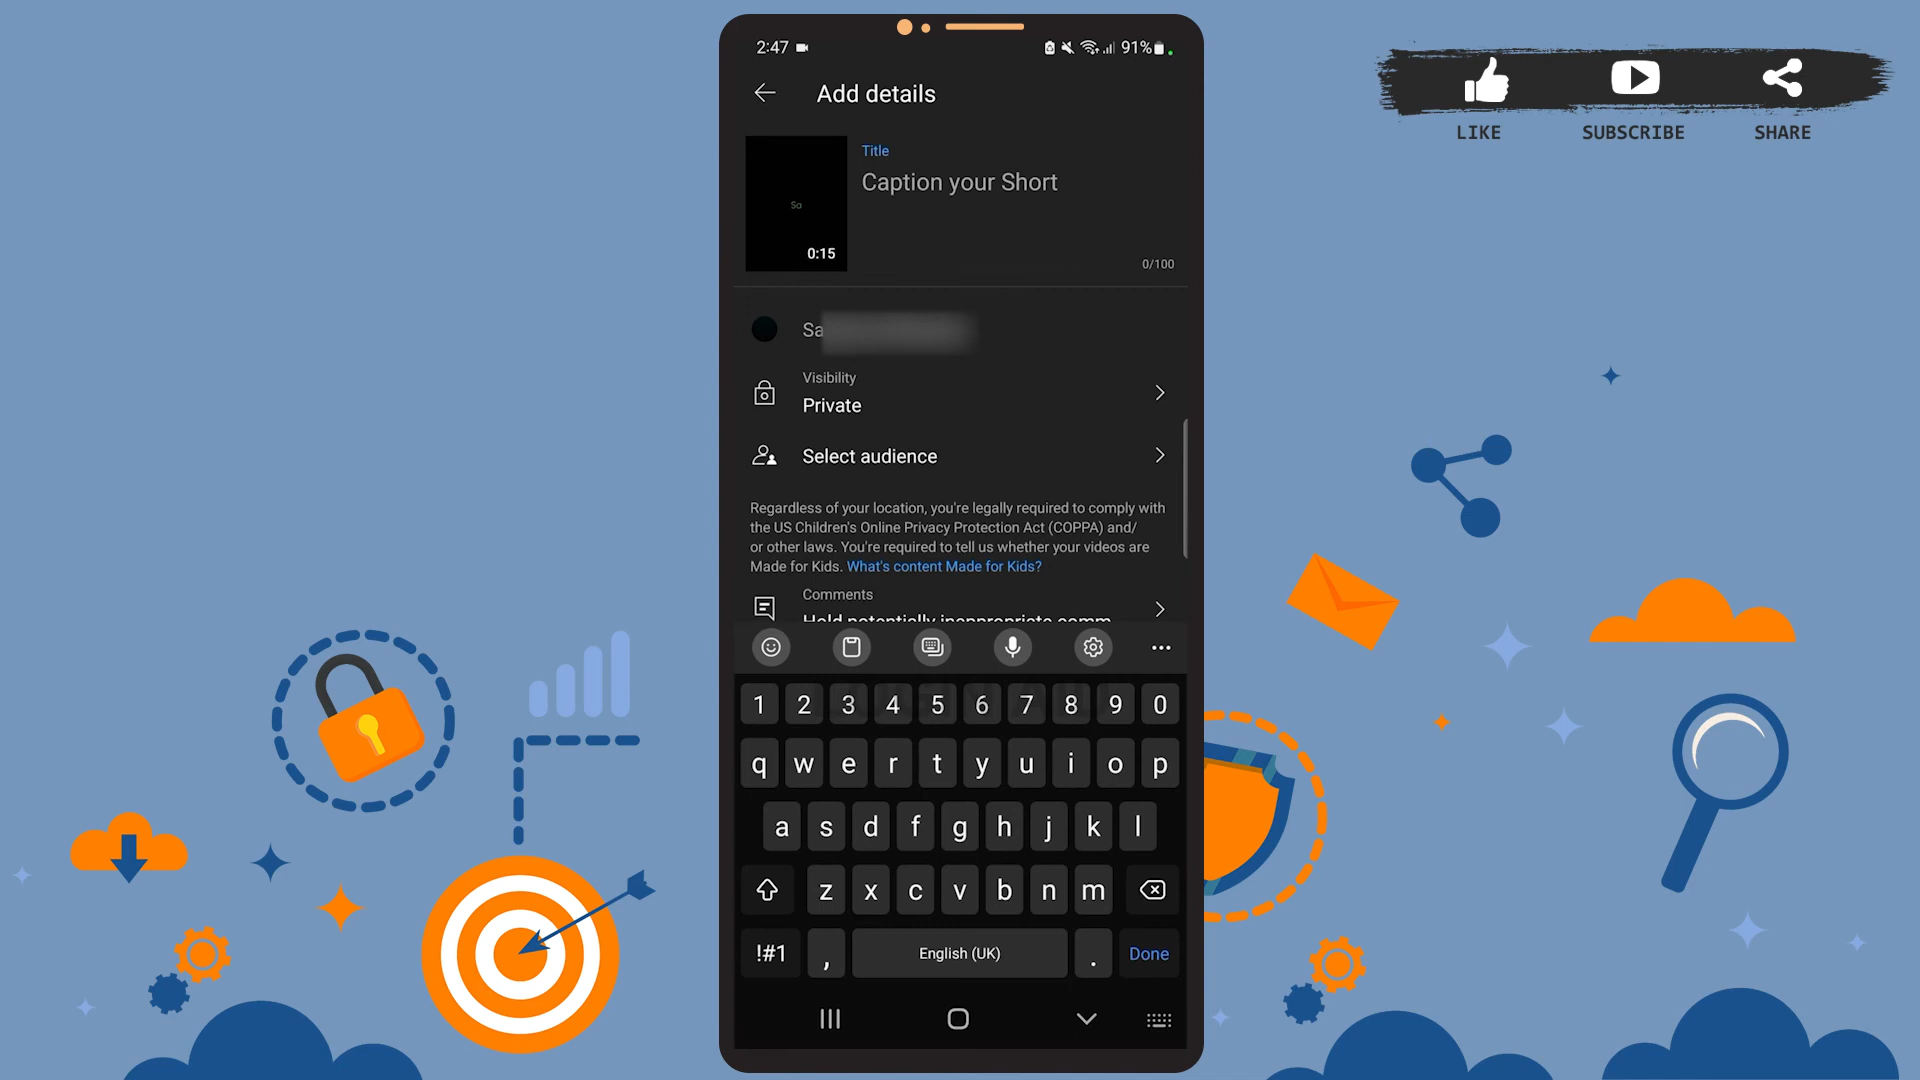 2:47
91%
Add details
LIKE
SUBSCRIBE
SHARE
Title
Caption your Short
Sa
0:15
0/100
Sa
Visibility
Private
Select audience
Regardless of your location, you're legally required to comply with
the US Children's Online Privacy Protection Act (COPPA) and/
or other laws. You're required to tell us whether your videos are
Made for Kids. What's content Made for Kids?
Comments
Hold potentially inappropriate comm
1 2 3 4 5 6 7 8 9 0
q w e r t y u i o p
a s d f g h j k l
z x c v b n m
!#1 , English (UK) . Done